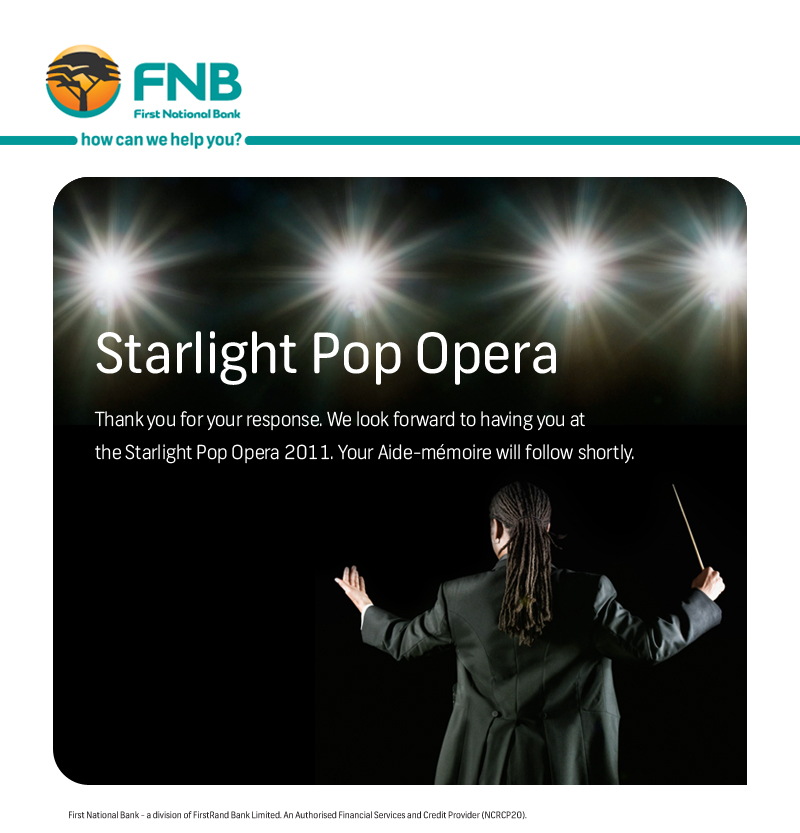 FNB
First National Bank
how can we help you?
Starlight Pop Opera
Thank you for your response. We look forward to having you at
the Starlight Pop Opera 2011. Your Aide-mémoire will follow shortly.
First National Bank - a division of FirstRand Bank Limited. An Authorised Financial Services and Credit Provider (NCRCP20).